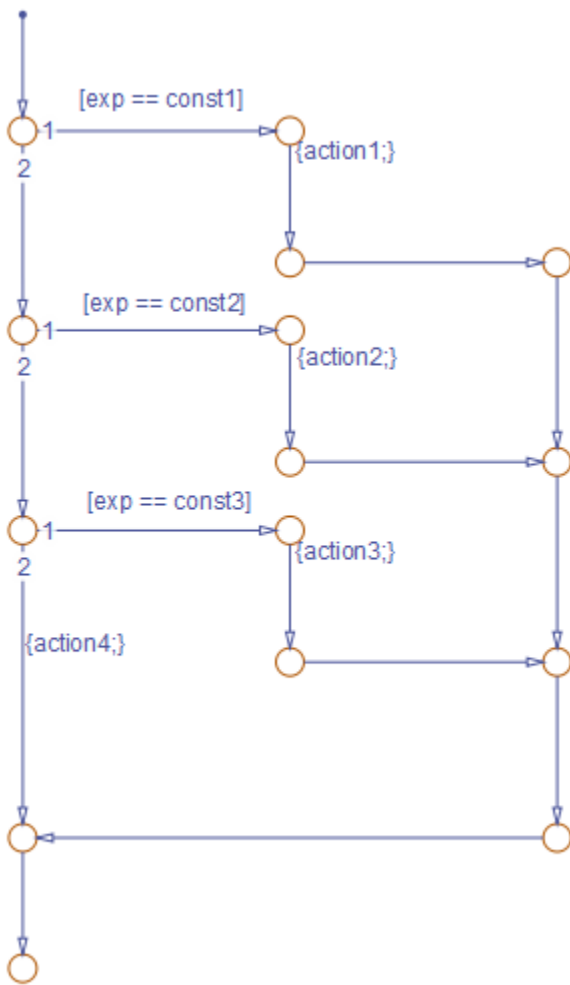 [exp == const1]
1
{action1;}
2
[exp == const2]
1
{action2;}
2
[exp == const3]
1
{action3;}
2
{action4;}